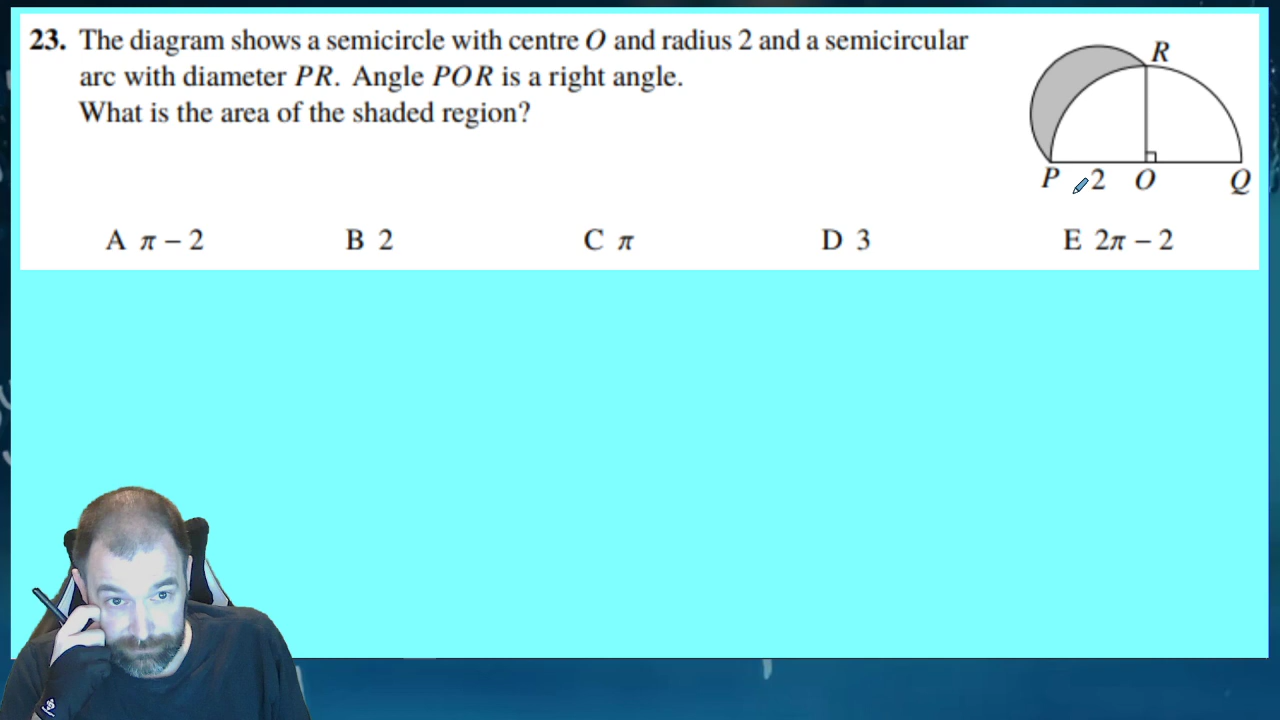 23. The diagram shows a semicircle with centre O and radius 2 and a semicircular
arc with diameter PR. Angle POR is a right angle.
What is the area of the shaded region?
R
P 2 O Q
A π – 2 B 2 C π D 3 E 2π – 2